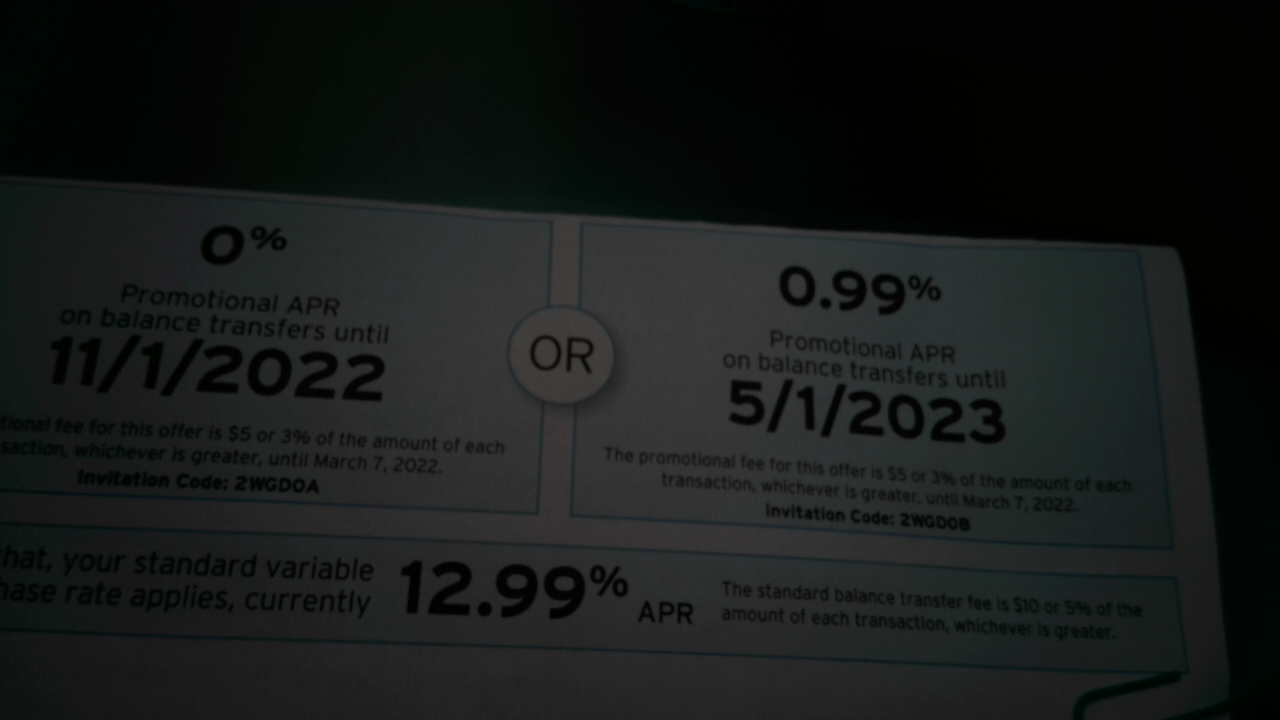 0%
Promotional APR
on balance transfers until
11/1/2022
fee for this offer is $5 or 3% of the amount of each
whichever is greater, until March 7, 2022.
Invitation Code: 2WGDOA
OR
0.99%
Promotional APR
on balance transfers until
5/1/2023
The promotional fee for this offer is $5 or 3% of the amount of each
transaction, whichever is greater, until March 7, 2022.
Invitation Code: 2WGDOB
your standard variable
rate applies, currently
12.99% APR
The standard balance transfer fee is $10 or 5% of the
amount of each transaction, whichever is greater.